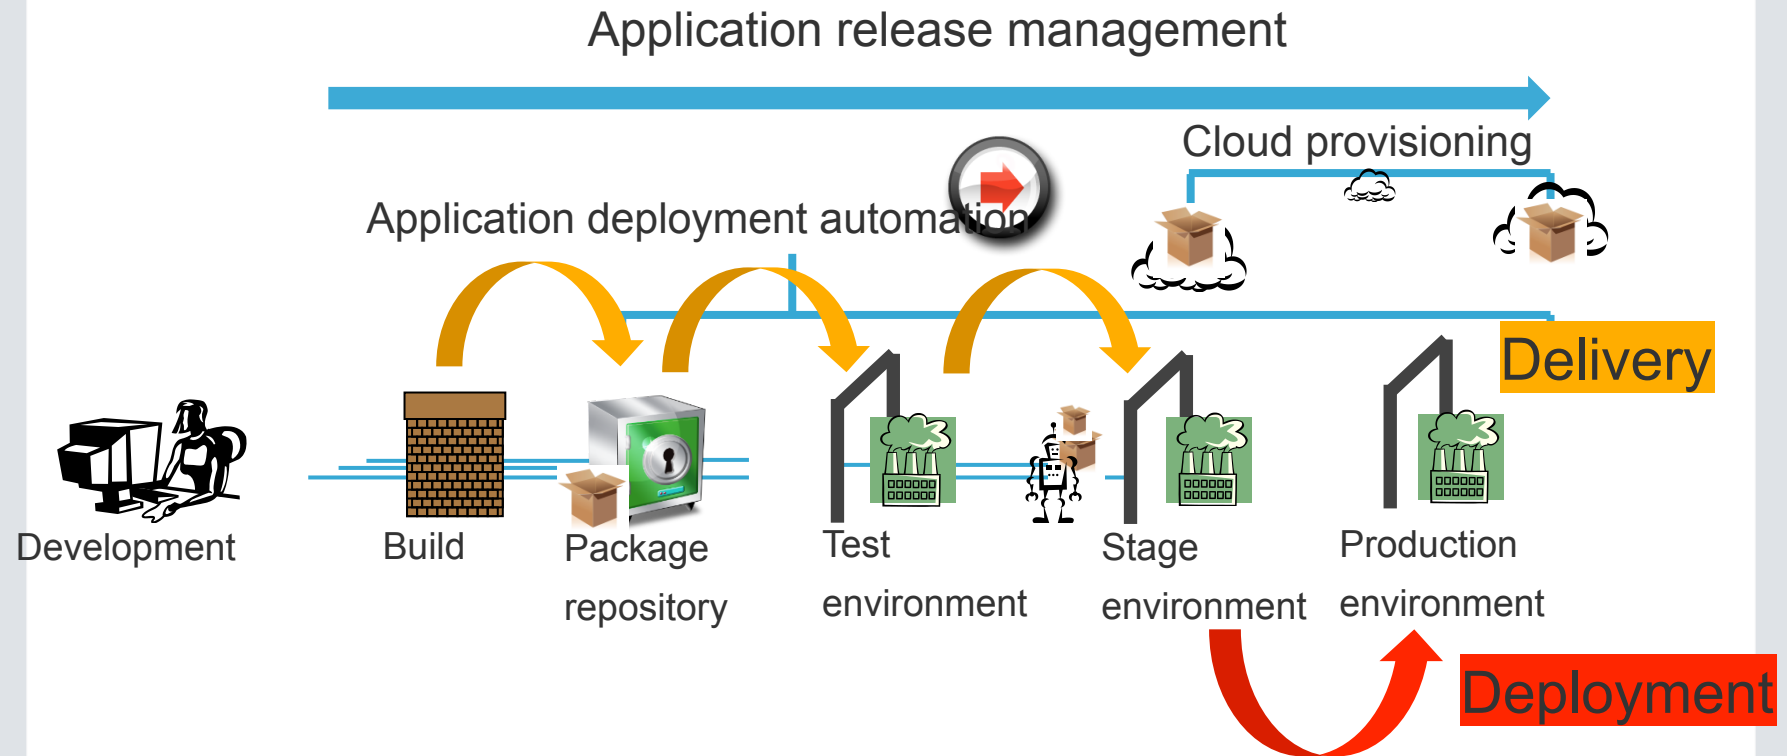 Application release management
Cloud provisioning
Application deployment automation
Delivery
Development
Build
Package
repository
Test
environment
Stage
environment
Production
environment
Deployment